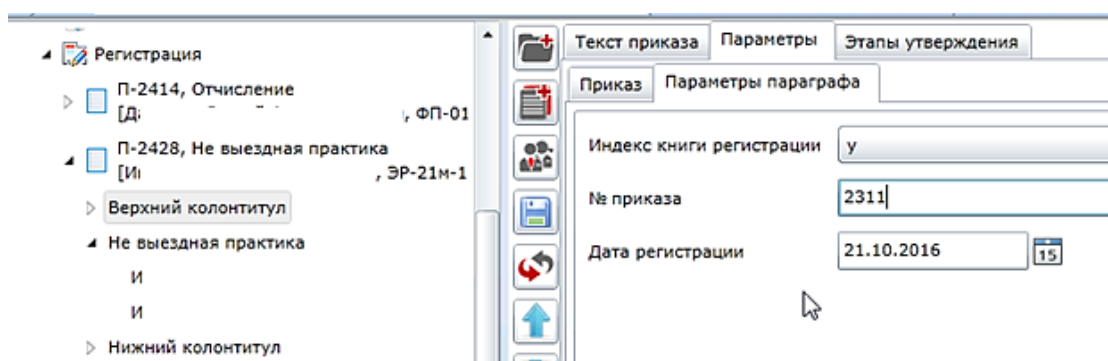 Регистрация
П-2414, Отчисление
, ФП-01
П-2428, Не выездная практика
, ЭР-21м-1
Верхний колонтитул
Не выездная практика
И
И
Нижний колонтитул
Текст приказа Параметры Этапы утверждения
Приказ Параметры параграфа
Индекс книги регистрации у
№ приказа 2311
Дата регистрации 21.10.2016 15